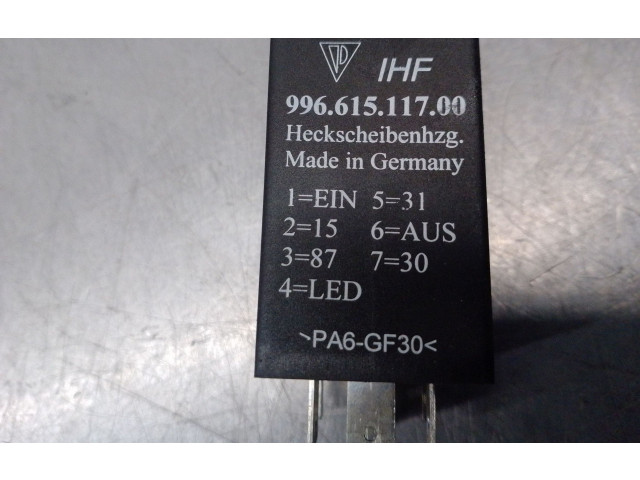 IHF
996.615.117.00
Heckscheibenhzg.
Made in Germany
1=EIN 5=31
2=15 6=AUS
3=87 7=30
4=LED
>PA6-GF30<